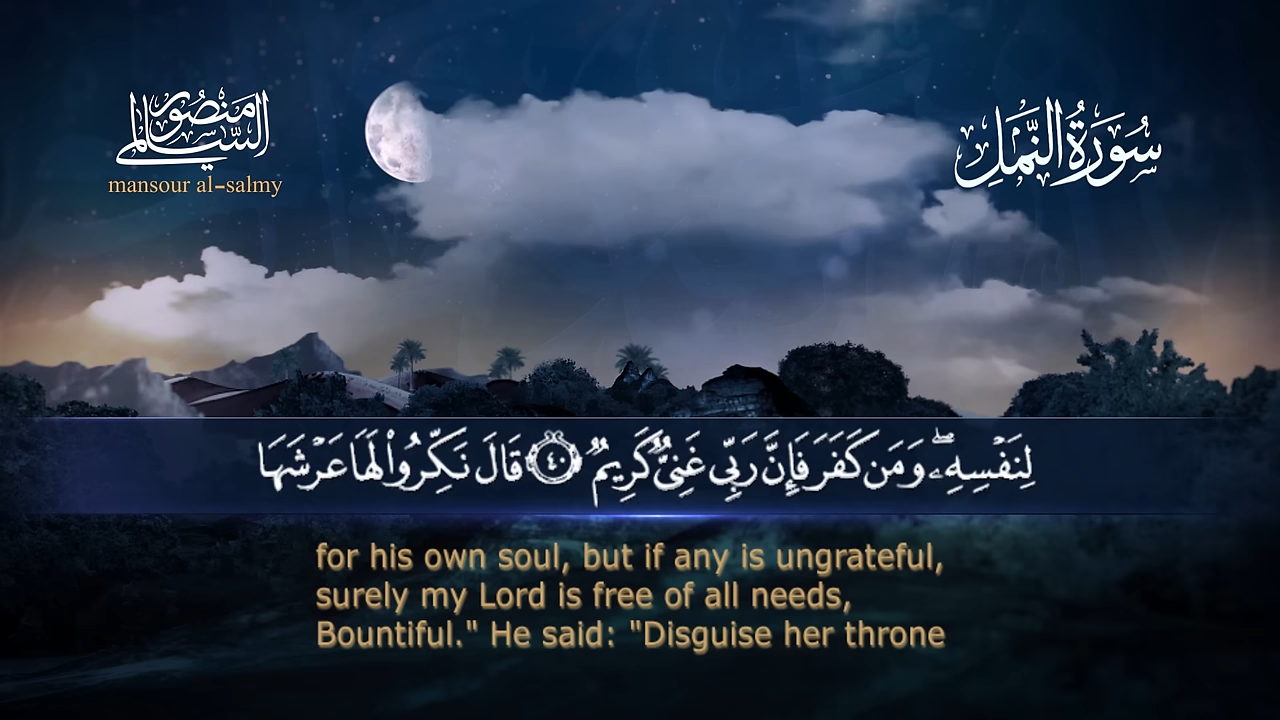 منصور السالمي
mansour al-salmy
سُورَةُ النَّمْلِ
لِنَفْسِهِۦۖ وَمَن كَفَرَ فَإِنَّ رَبِّى غَنِىٌّ كَرِيمٌ ٤٠ قَالَ نَكِّرُوا۟ لَهَا عَرْشَهَا
for his own soul, but if any is ungrateful,
surely my Lord is free of all needs,
Bountiful." He said: "Disguise her throne